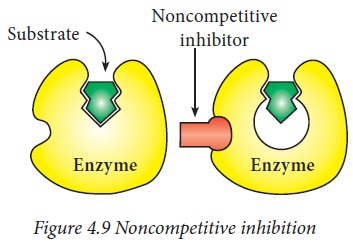 Substrate
Noncompetitive
inhibitor
Enzyme
Enzyme
Figure 4.9 Noncompetitive inhibition